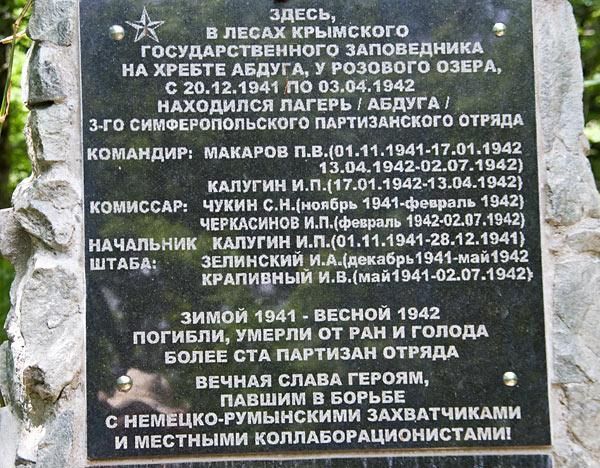 ЗДЕСЬ,
В ЛЕСАХ КРЫМСКОГО
ГОСУДАРСТВЕННОГО ЗАПОВЕДНИКА
НА ХРЕБТЕ АБДУГА, У РОЗОВОГО ОЗЕРА,
С 20.12.1941 ПО 03.04.1942
НАХОДИЛСЯ ЛАГЕРЬ / АБДУГА /
3-ГО СИМФЕРОПОЛЬСКОГО ПАРТИЗАНСКОГО ОТРЯДА
КОМАНДИР: МАКАРОВ П.В.(01.11.1941-17.01.1942
13.04.1942-02.07.1942)
КАЛУГИН И.П.(17.01.1942-13.04.1942)
КОМИССАР: ЧУКИН С.Н.(ноябрь 1941-февраль 1942)
ЧЕРКАСИНОВ И.П.(февраль 1942-02.07.1942)
НАЧАЛЬНИК КАЛУГИН И.П.(01.11.1941-28.12.1941)
ШТАБА: ЗЕЛИНСКИЙ И.А.(декабрь1941-май1942
КРАПИВНЫЙ И.В.(май1941-02.07.1942)
ЗИМОЙ 1941 - ВЕСНОЙ 1942
ПОГИБЛИ, УМЕРЛИ ОТ РАН И ГОЛОДА
БОЛЕЕ СТА ПАРТИЗАН ОТРЯДА
ВЕЧНАЯ СЛАВА ГЕРОЯМ,
ПАВШИМ В БОРЬБЕ
С НЕМЕЦКО-РУМЫНСКИМИ ЗАХВАТЧИКАМИ
И МЕСТНЫМИ КОЛЛАБОРАЦИОНИСТАМИ!